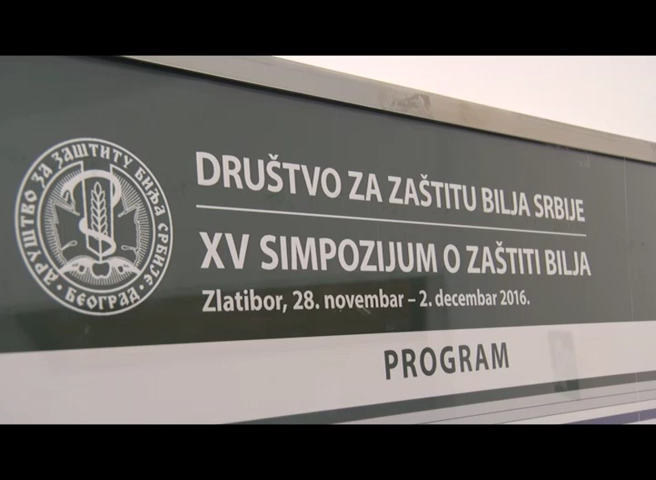 ДРУШТВО ЗА ЗАШТИТУ БИЉА СРБИЈЕ
• БЕОГРАД •
DRUŠTVO ZA ZAŠTITU BILJA SRBIJE
XV SIMPOZIJUM O ZAŠTITI BILJA
Zlatibor, 28. novembar – 2. decembar 2016.
PROGRAM